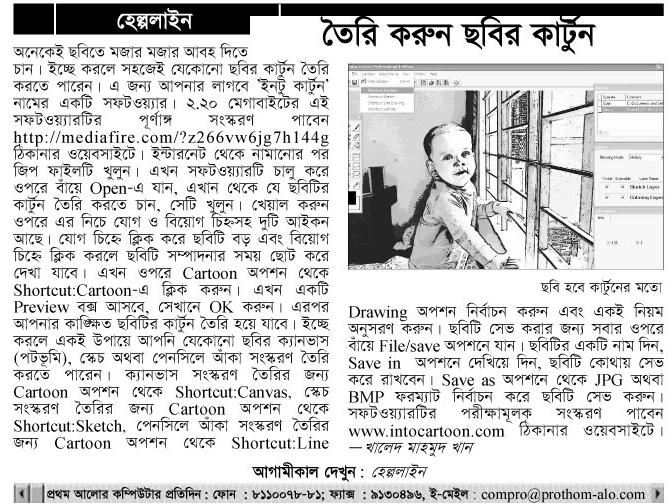 হেল্পলাইন
তৈরি করুন ছবির কার্টুন
অনেকেই ছবিতে মজার মজার আবহ দিতে
চান। ইচ্ছে করলে সহজেই যেকোনো ছবির কার্টুন তৈরি
করতে পারেন। এ জন্য আপনার লাগবে 'ইনটু কার্টুন'
নামের একটি সফটওয়্যার। ২.২০ মেগাবাইটের এই
সফটওয়্যারটির পূর্ণাঙ্গ সংস্করণ পাবেন
http://mediafire.com/?z266vw6jg7h144g
ঠিকানার ওয়েবসাইটে। ইন্টারনেট থেকে নামানোর পর
জিপ ফাইলটি খুলুন। এখন সফটওয়্যারটি চালু করে
ওপরে বাঁয়ে Open-এ যান, এখান থেকে যে ছবিটির
কার্টুন তৈরি করতে চান, সেটি খুলুন। খেয়াল করুন
ওপরে এর নিচে যোগ ও বিয়োগ চিহ্নসহ দুটি আইকন
আছে। যোগ চিহ্নে ক্লিক করে ছবিটি বড় এবং বিয়োগ
চিহ্নে ক্লিক করলে ছবিটি সম্পাদনার সময় ছোট করে
দেখা যাবে। এখন ওপরে Cartoon অপশন থেকে
Shortcut:Cartoon-এ ক্লিক করুন। এখন একটি
Preview বক্স আসবে, সেখানে OK করুন। এরপর
আপনার কাঙ্ক্ষিত ছবিটির কার্টুন তৈরি হয়ে যাবে। ইচ্ছে
করলে একই উপায়ে আপনি যেকোনো ছবির ক্যানভাস
(পটভূমি), স্কেচ অথবা পেনসিলে আঁকা সংস্করণ তৈরি
করতে পারেন। ক্যানভাস সংস্করণ তৈরির জন্য
Cartoon অপশন থেকে Shortcut:Canvas, স্কেচ
সংস্করণ তৈরির জন্য Cartoon অপশন থেকে
Shortcut:Sketch, পেনসিলে আঁকা সংস্করণ তৈরির
জন্য Cartoon অপশন থেকে Shortcut:Line
ছবি হবে কার্টুনের মতো
Drawing অপশন নির্বাচন করুন এবং একই নিয়ম
অনুসরণ করুন। ছবিটি সেভ করার জন্য সবার ওপরে
বাঁয়ে File/save অপশনে যান। ছবিটির একটি নাম দিন,
Save in অপশনে দেখিয়ে দিন, ছবিটি কোথায় সেভ
করে রাখবেন। Save as অপশনে থেকে JPG অথবা
BMP ফরম্যাট নির্বাচন করে ছবিটি সেভ করুন।
সফটওয়্যারটির পরীক্ষামূলক সংস্করণ পাবেন
www.intocartoon.com ঠিকানার ওয়েবসাইটে।
—খালেদ মাহমুদ খান
আগামীকাল দেখুন : হেল্পলাইন
প্রথম আলোর কম্পিউটার প্রতিদিন : ফোন : ৮১১০০৭৮-৮১; ফ্যাক্স : ৯১৩০৪৯৬, ই-মেইল : compro@prothom-alo.com